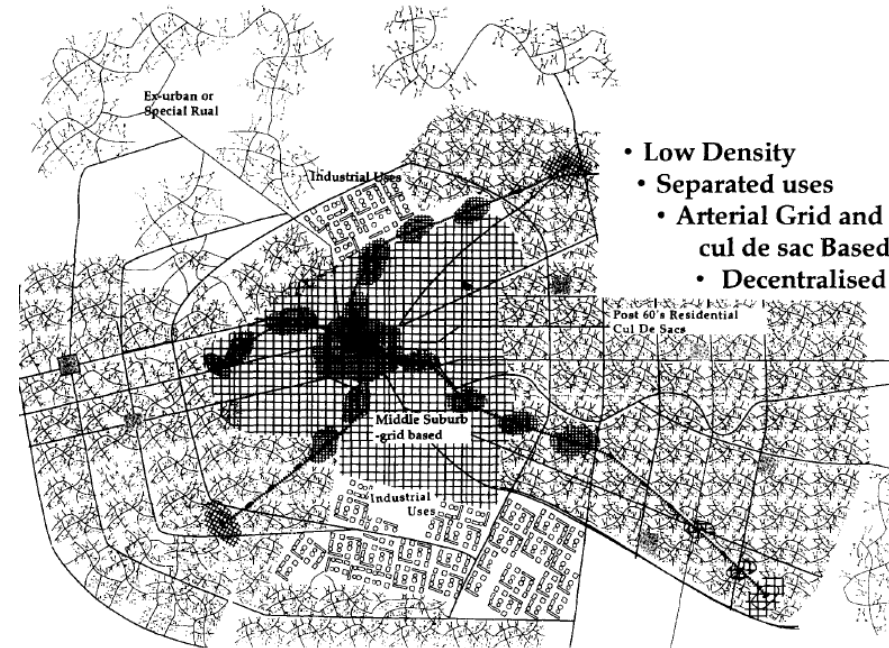 Ex-urban or
Special Rual
Industrial Uses
• Low Density
• Separated uses
• Arterial Grid and
cul de sac Based
• Decentralised
Post 60's Residential
Cul De Sacs
Middle Suburb
-grid based
Industrial
Uses